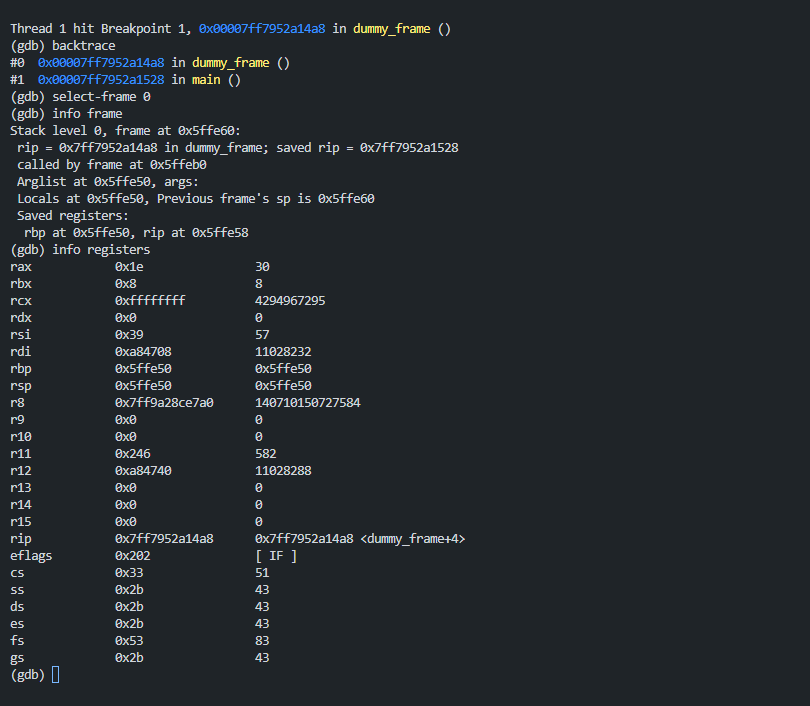 Thread 1 hit Breakpoint 1, 0x00007ff7952a14a8 in dummy_frame ()
(gdb) backtrace
#0  0x00007ff7952a14a8 in dummy_frame ()
#1  0x00007ff7952a1528 in main ()
(gdb) select-frame 0
(gdb) info frame
Stack level 0, frame at 0x5ffe60:
 rip = 0x7ff7952a14a8 in dummy_frame; saved rip = 0x7ff7952a1528
 called by frame at 0x5ffeb0
 Arglist at 0x5ffe50, args:
 Locals at 0x5ffe50, Previous frame's sp is 0x5ffe60
 Saved registers:
  rbp at 0x5ffe50, rip at 0x5ffe58
(gdb) info registers
rax            0x1e                30
rbx            0x8                 8
rcx            0xffffffff          4294967295
rdx            0x0                 0
rsi            0x39                57
rdi            0xa84708            11028232
rbp            0x5ffe50            0x5ffe50
rsp            0x5ffe50            0x5ffe50
r8             0x7ff9a28ce7a0      140710150727584
r9             0x0                 0
r10            0x0                 0
r11            0x246               582
r12            0xa84740            11028288
r13            0x0                 0
r14            0x0                 0
r15            0x0                 0
rip            0x7ff7952a14a8      0x7ff7952a14a8 <dummy_frame+4>
eflags         0x202               [ IF ]
cs             0x33                51
ss             0x2b                43
ds             0x2b                43
es             0x2b                43
fs             0x53                83
gs             0x2b                43
(gdb)